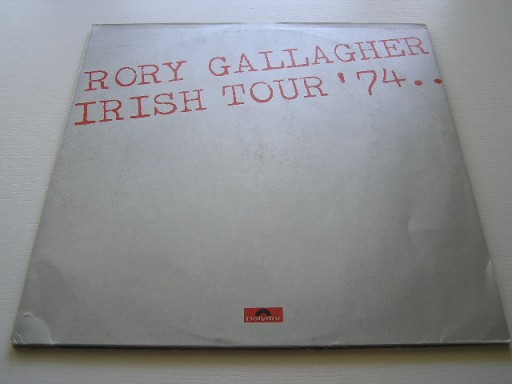 RORY GALLAGHER
IRISH TOUR '74..
Polydor